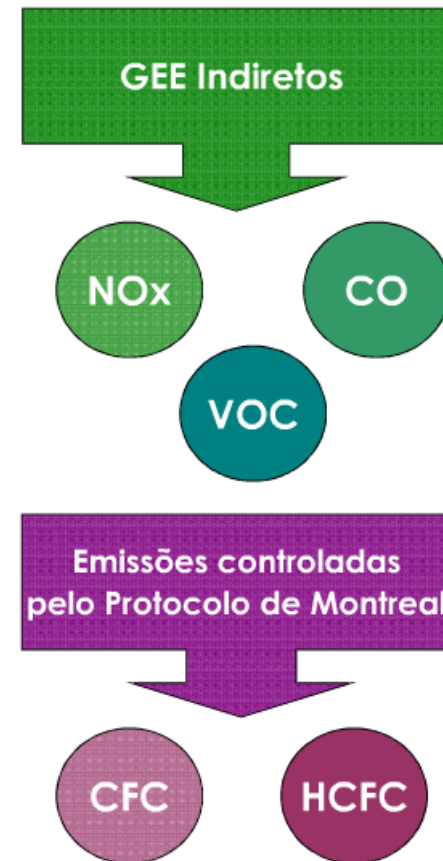 GEE Indiretos
NOx
CO
VOC
Emissões controladas
pelo Protocolo de Montreal
CFC
HCFC